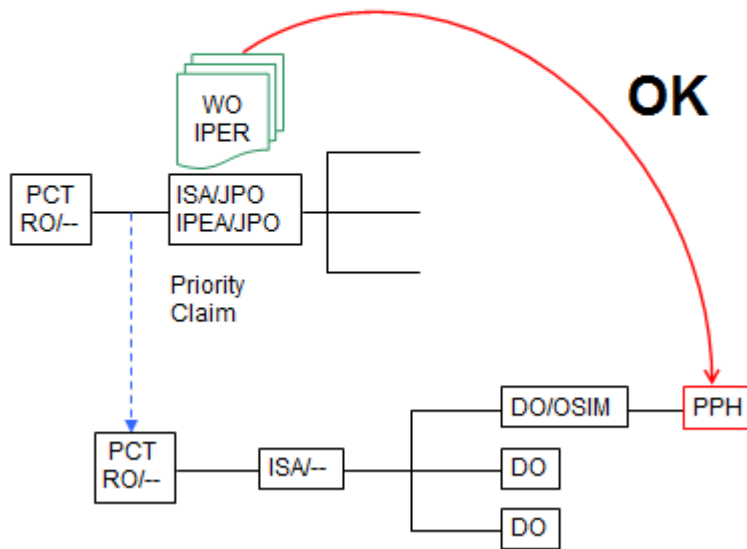 WO
IPER
OK
PCT
RO/--
ISA/JPO
IPEA/JPO
Priority
Claim
DO/OSIM
PPH
PCT
RO/--
ISA/--
DO
DO